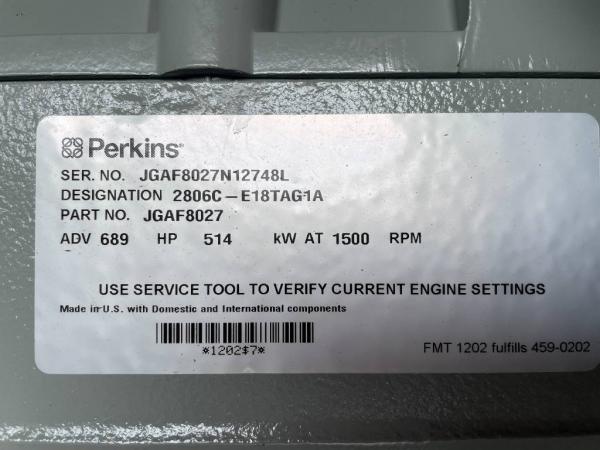 Perkins®
SER. NO. JGAF8027N12748L
DESIGNATION 2806C-E18TAG1A
PART NO. JGAF8027
ADV 689 HP 514 kW AT 1500 RPM
USE SERVICE TOOL TO VERIFY CURRENT ENGINE SETTINGS
Made in U.S. with Domestic and International components
*1202$7*
FMT 1202 fulfills 459-0202